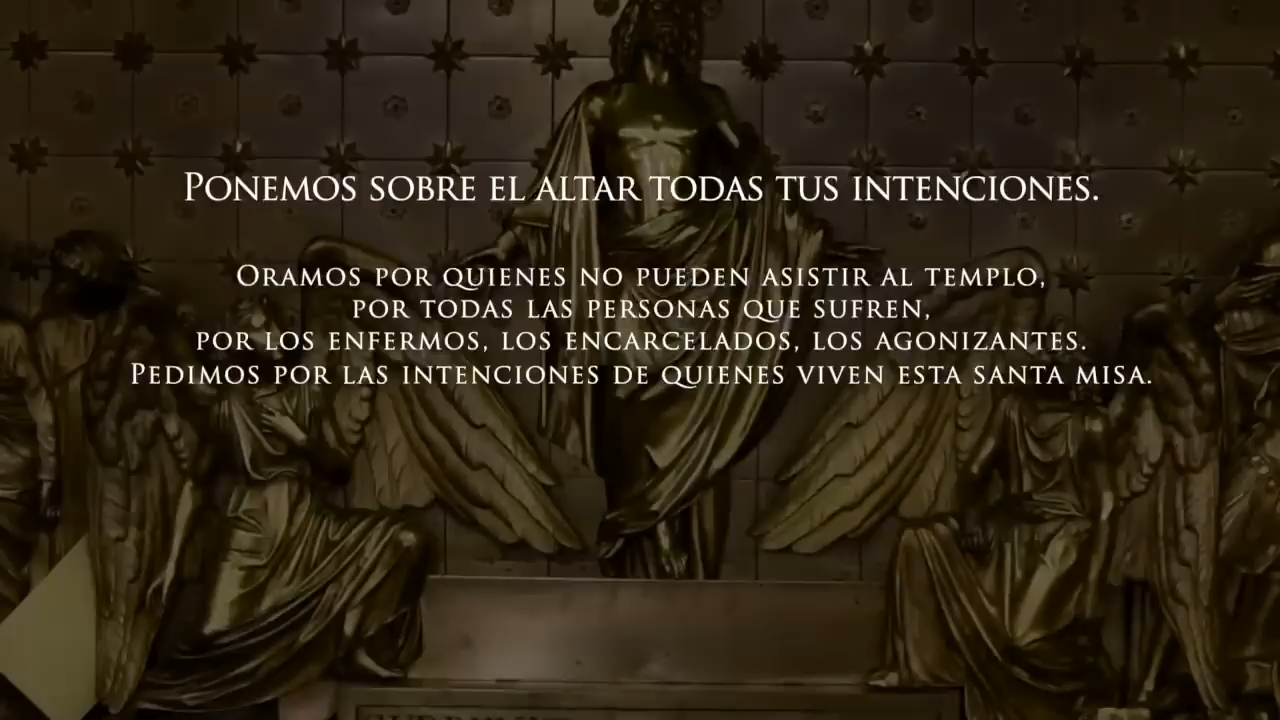 PONEMOS SOBRE EL ALTAR TODAS TUS INTENCIONES.
ORAMOS POR QUIENES NO PUEDEN ASISTIR AL TEMPLO,
POR TODAS LAS PERSONAS QUE SUFREN,
POR LOS ENFERMOS, LOS ENCARCELADOS, LOS AGONIZANTES.
PEDIMOS POR LAS INTENCIONES DE QUIENES VIVEN ESTA SANTA MISA.